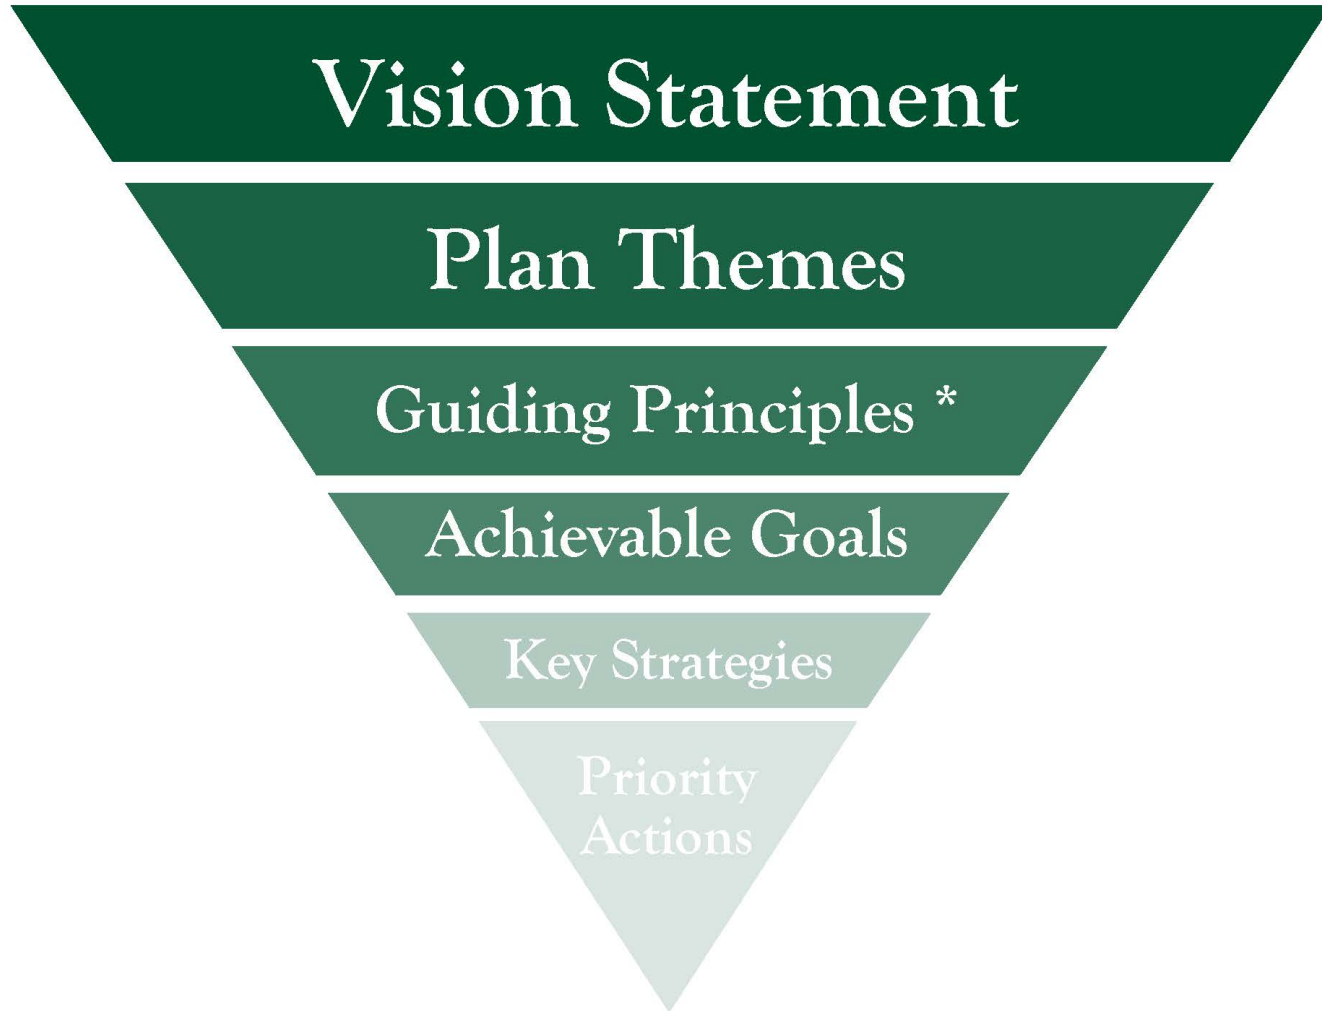 Vision Statement
Plan Themes
Guiding Principles *
Achievable Goals
Key Strategies
Priority
Actions